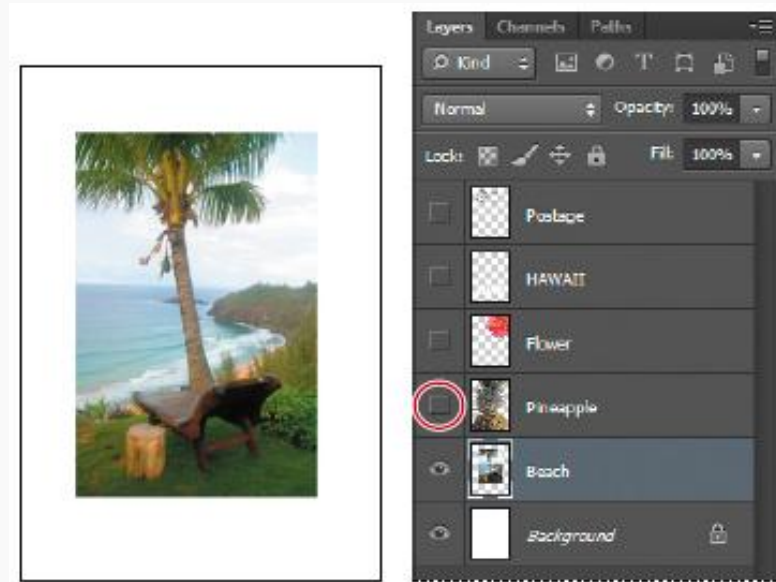 Layers Channels Paths
Kind
Normal Opacity: 100%
Lock: Fill: 100%
Postage
HAWAII
Flower
Pineapple
Beach
Background